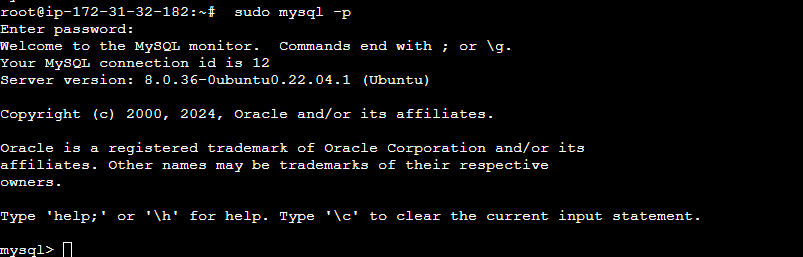 root@ip-172-31-32-182:~#  sudo mysql -p
Enter password:
Welcome to the MySQL monitor.  Commands end with ; or \g.
Your MySQL connection id is 12
Server version: 8.0.36-0ubuntu0.22.04.1 (Ubuntu)
Copyright (c) 2000, 2024, Oracle and/or its affiliates.
Oracle is a registered trademark of Oracle Corporation and/or its
affiliates. Other names may be trademarks of their respective
owners.
Type 'help;' or '\h' for help. Type '\c' to clear the current input statement.
mysql>